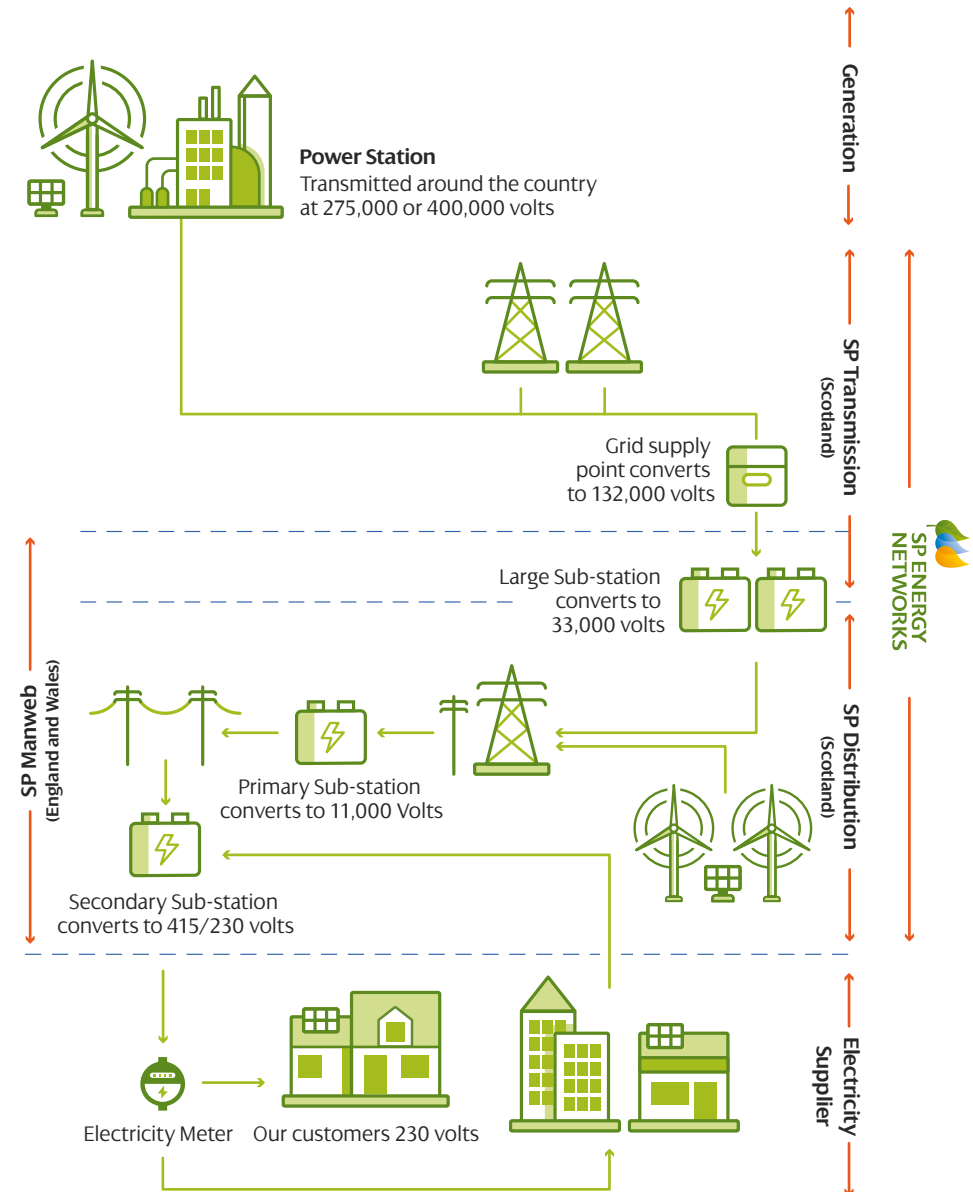 Generation
Power Station
Transmitted around the country
at 275,000 or 400,000 volts
SP Transmission
(Scotland)
Grid supply
point converts
to 132,000 volts
SP ENERGY
NETWORKS
Large Sub-station
converts to
33,000 volts
SP Manweb
(England and Wales)
SP Distribution
(Scotland)
Primary Sub-station
converts to 11,000 Volts
Secondary Sub-station
converts to 415/230 volts
Electricity
Supplier
Electricity Meter
Our customers 230 volts